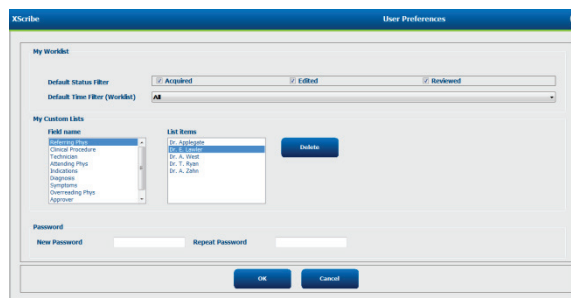 XScribe
User Preferences
My Worklist
Default Status Filter
Acquired
Edited
Reviewed
Default Time Filter (Worklist)
All
My Custom Lists
Field name
List Items
Referring Phys
Clinical Procedure
Technician
Attending Phys
Indications
Diagnosis
Symptoms
Overreading Phys
Approver
Dr. Applegate
Dr. E. Lawler
Dr. A. West
Dr. T. Ryan
Dr. A. Zahn
Delete
Password
New Password
Repeat Password
OK
Cancel